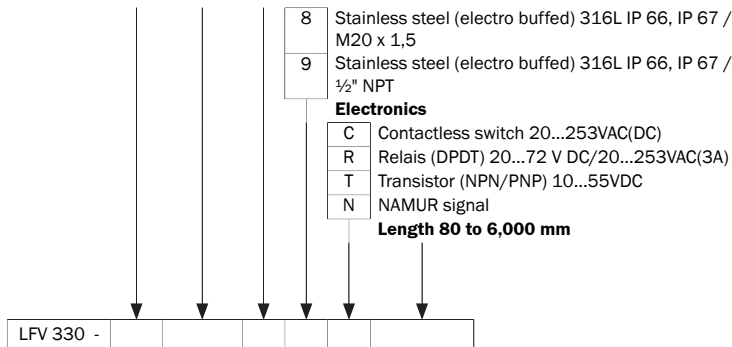 8 Stainless steel (electro buffed) 316L IP 66, IP 67 /
M20 x 1,5
9 Stainless steel (electro buffed) 316L IP 66, IP 67 /
½" NPT
Electronics
C Contactless switch 20...253VAC(DC)
R Relais (DPDT) 20...72 V DC/20...253VAC(3A)
T Transistor (NPN/PNP) 10...55VDC
N NAMUR signal
Length 80 to 6,000 mm
LFV 330 -